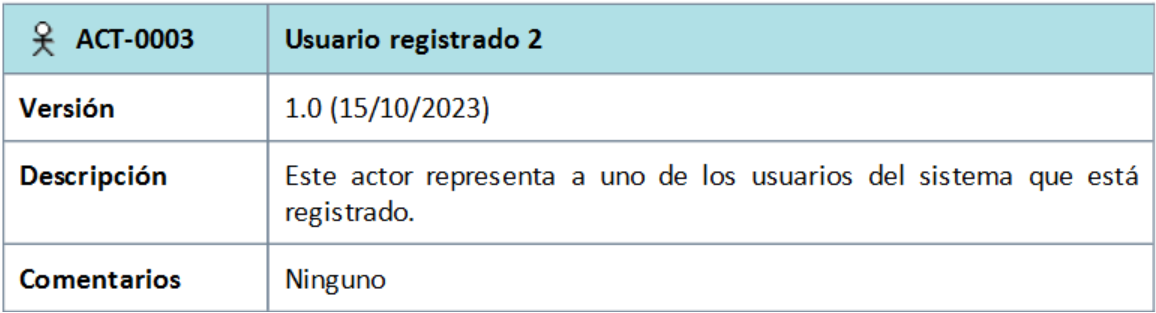 ACT-0003 Usuario registrado 2
Versión 1.0 (15/10/2023)
Descripción Este actor representa a uno de los usuarios del sistema que está
registrado.
Comentarios Ninguno